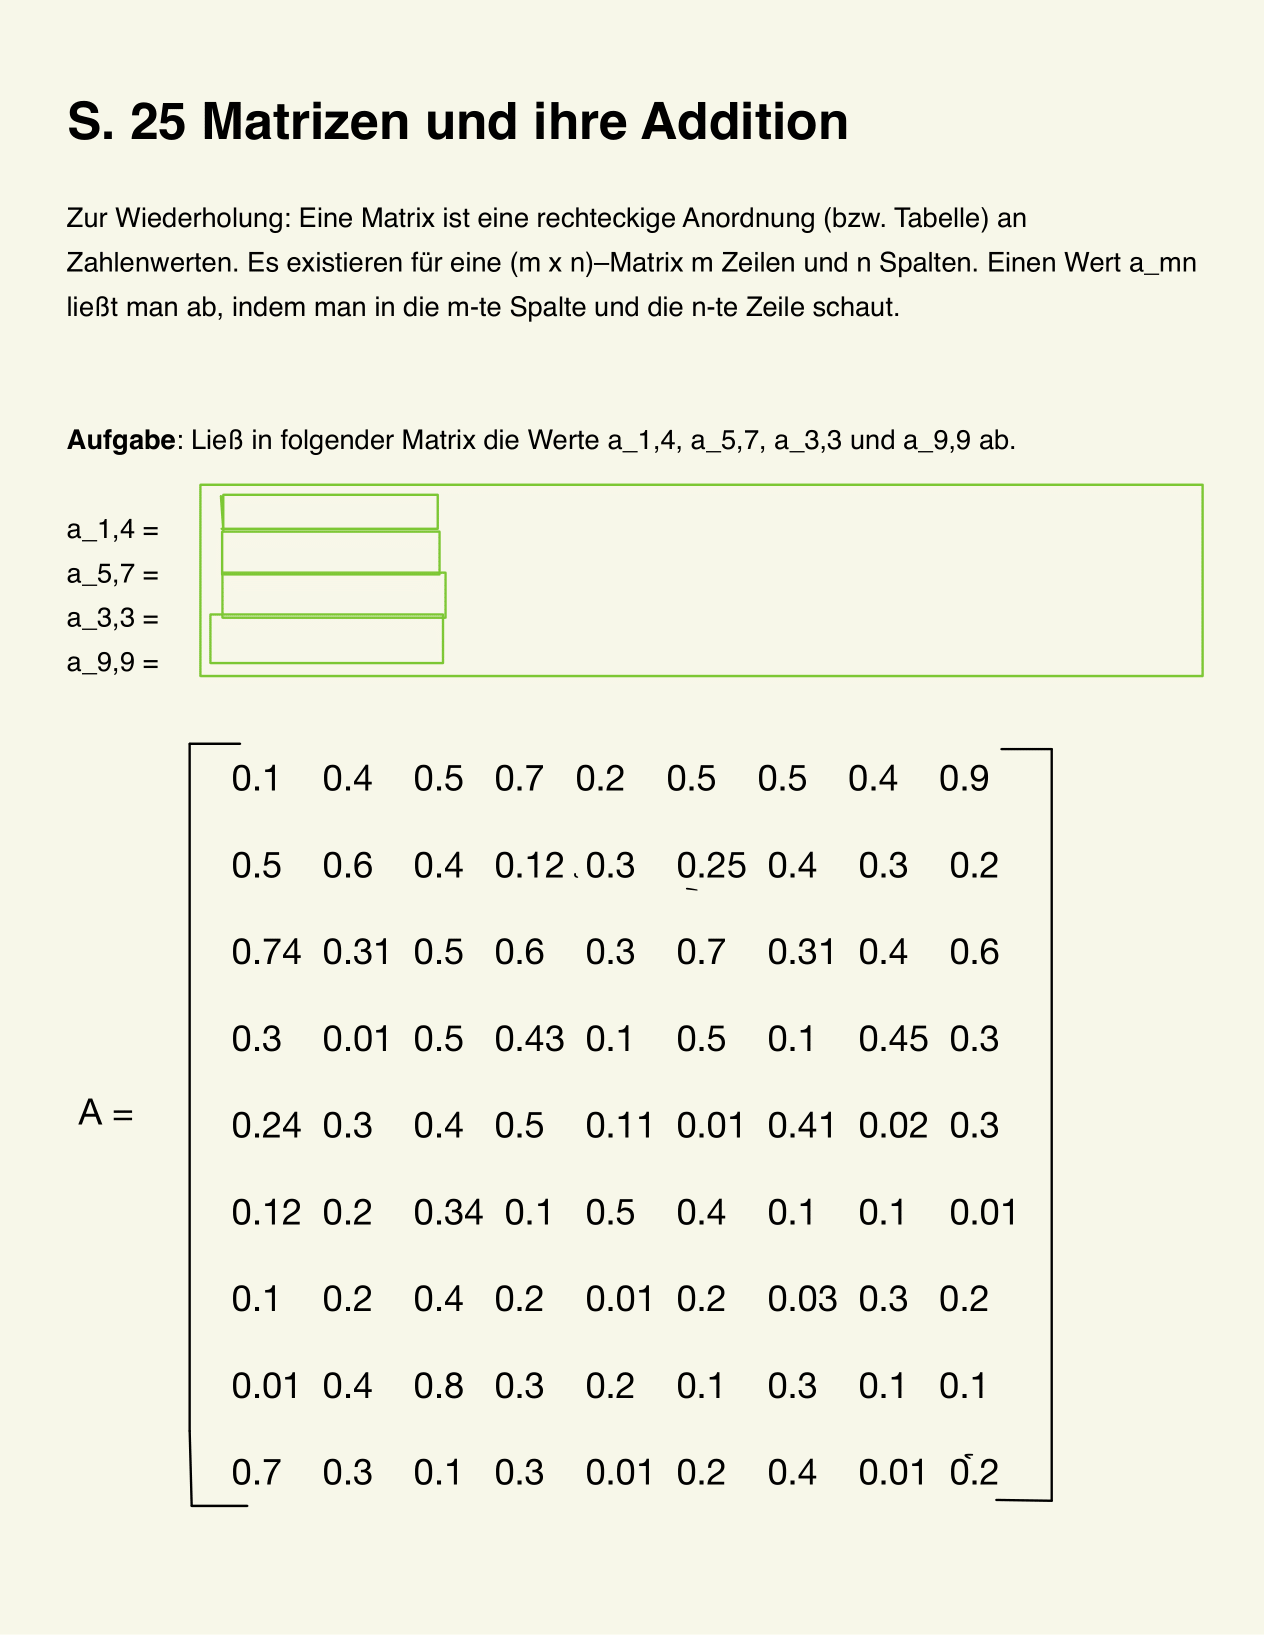 S. 25 Matrizen und ihre Addition
Zur Wiederholung: Eine Matrix ist eine rechteckige Anordnung (bzw. Tabelle) an
Zahlenwerten. Es existieren für eine (m x n)–Matrix m Zeilen und n Spalten. Einen Wert a_mn
ließt man ab, indem man in die m-te Spalte und die n-te Zeile schaut.
Aufgabe: Ließ in folgender Matrix die Werte a_1,4, a_5,7, a_3,3 und a_9,9 ab.
a_1,4 =
a_5,7 =
a_3,3 =
a_9,9 =
0.1 0.4 0.5 0.7 0.2 0.5 0.5 0.4 0.9
0.5 0.6 0.4 0.12 0.3 0.25 0.4 0.3 0.2
0.74 0.31 0.5 0.6 0.3 0.7 0.31 0.4 0.6
0.3 0.01 0.5 0.43 0.1 0.5 0.1 0.45 0.3
A =
0.24 0.3 0.4 0.5 0.11 0.01 0.41 0.02 0.3
0.12 0.2 0.34 0.1 0.5 0.4 0.1 0.1 0.01
0.1 0.2 0.4 0.2 0.01 0.2 0.03 0.3 0.2
0.01 0.4 0.8 0.3 0.2 0.1 0.3 0.1 0.1
0.7 0.3 0.1 0.3 0.01 0.2 0.4 0.01 0.2